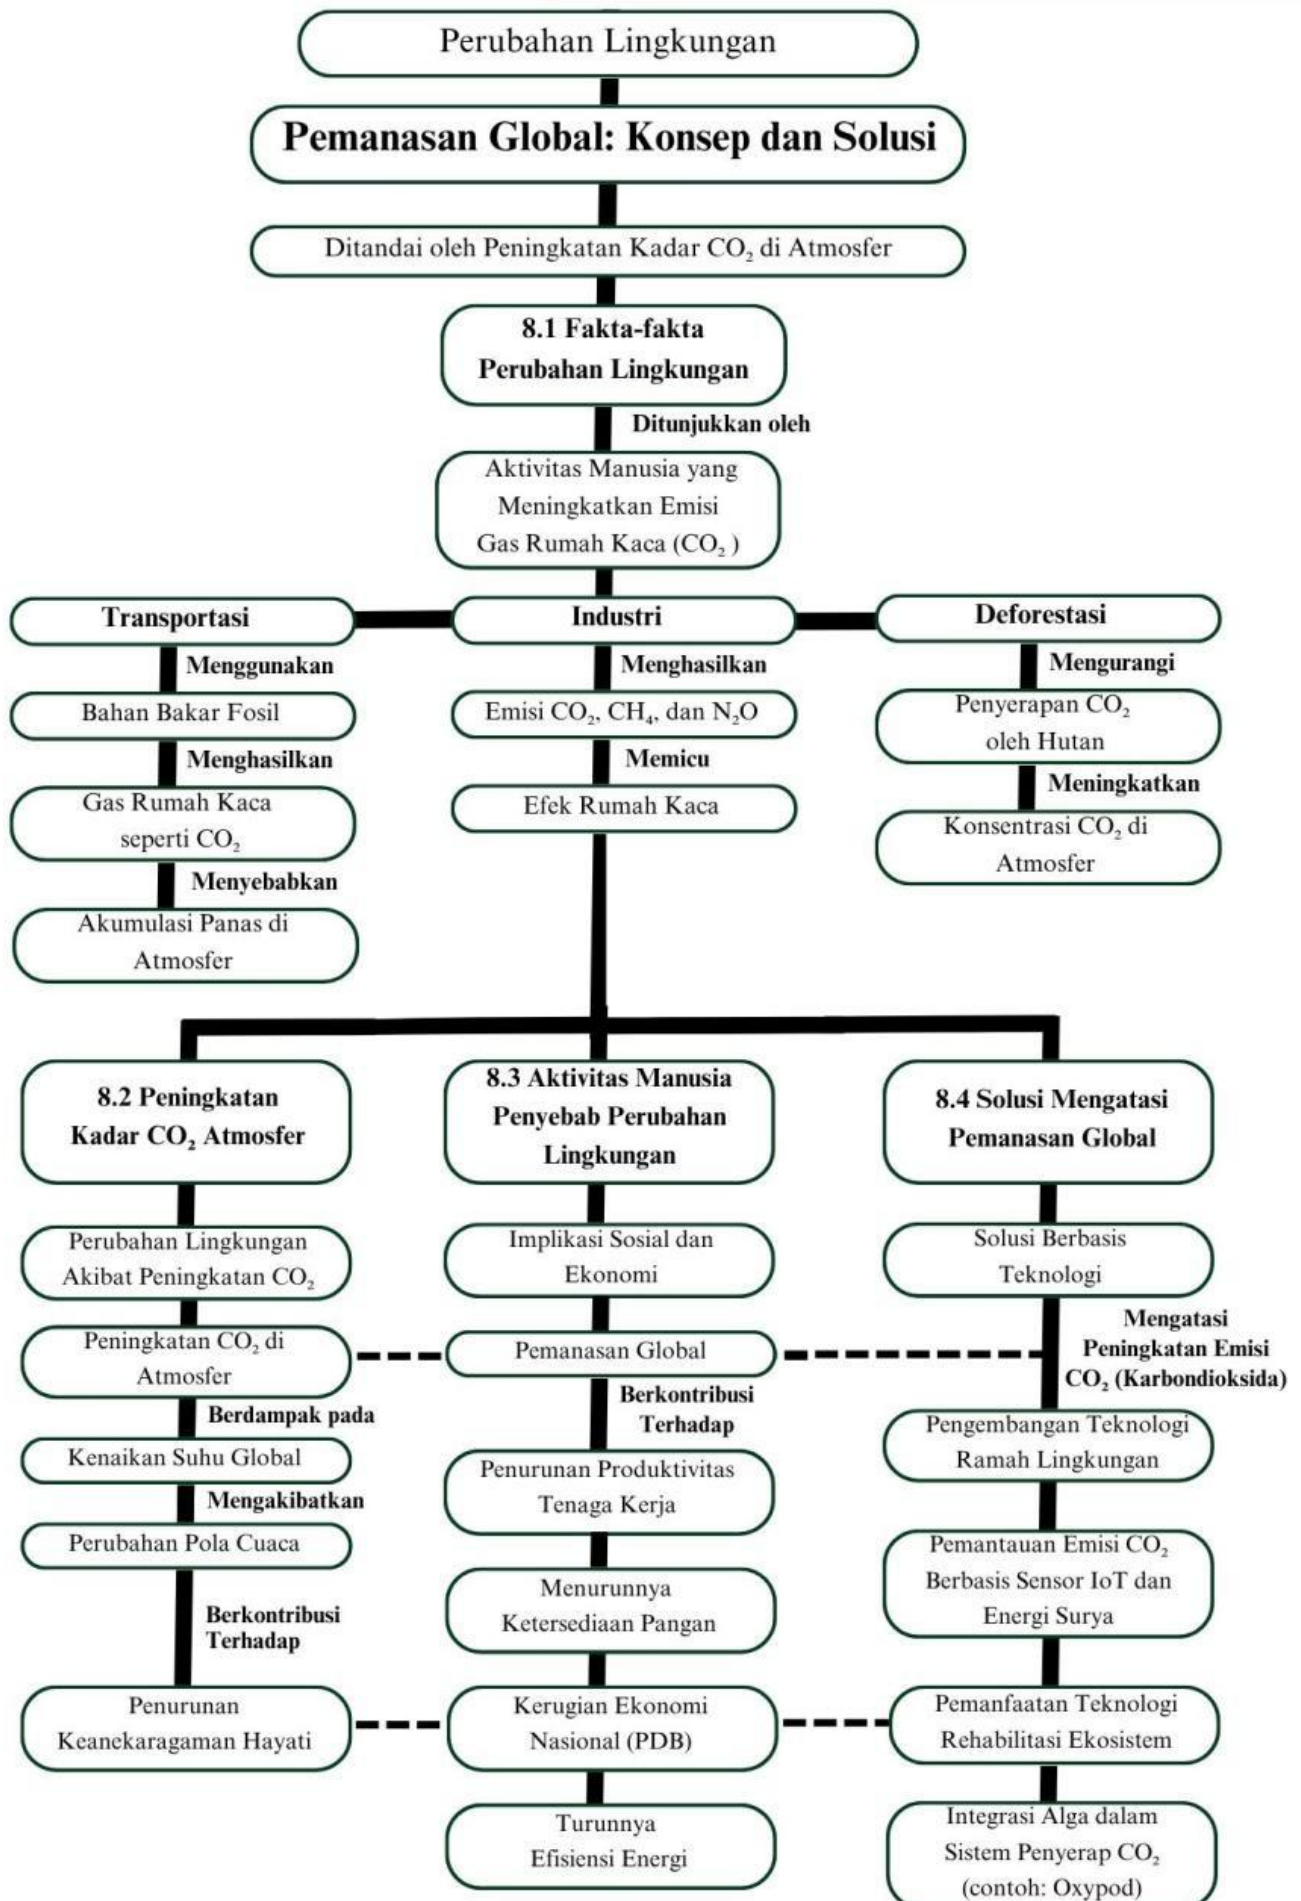 Perubahan Lingkungan
Pemanasan Global: Konsep dan Solusi
Ditandai oleh Peningkatan Kadar CO₂ di Atmosfer
8.1 Fakta-fakta
Perubahan Lingkungan
Ditunjukkan oleh
Aktivitas Manusia yang
Meningkatkan Emisi
Gas Rumah Kaca (CO₂ )
Transportasi
Menggunakan
Bahan Bakar Fosil
Menghasilkan
Gas Rumah Kaca
seperti CO₂
Menyebabkan
Akumulasi Panas di
Atmosfer
Industri
Menghasilkan
Emisi CO₂, CH₄, dan N₂O
Memicu
Efek Rumah Kaca
Deforestasi
Mengurangi
Penyerapan CO₂
oleh Hutan
Meningkatkan
Konsentrasi CO₂ di
Atmosfer
8.2 Peningkatan
Kadar CO₂ Atmosfer
Perubahan Lingkungan
Akibat Peningkatan CO₂
Peningkatan CO₂ di
Atmosfer
Berdampak pada
Kenaikan Suhu Global
Mengakibatkan
Perubahan Pola Cuaca
Berkontribusi
Terhadap
Penurunan
Keanekaragaman Hayati
8.3 Aktivitas Manusia
Penyebab Perubahan
Lingkungan
Implikasi Sosial dan
Ekonomi
Pemanasan Global
Berkontribusi
Terhadap
Penurunan Produktivitas
Tenaga Kerja
Menurunnya
Ketersediaan Pangan
Kerugian Ekonomi
Nasional (PDB)
Turunnya
Efisiensi Energi
8.4 Solusi Mengatasi
Pemanasan Global
Solusi Berbasis
Teknologi
Mengatasi
Peningkatan Emisi
CO₂ (Karbondioksida)
Pengembangan Teknologi
Ramah Lingkungan
Pemantauan Emisi CO₂
Berbasis Sensor IoT dan
Energi Surya
Pemanfaatan Teknologi
Rehabilitasi Ekosistem
Integrasi Alga dalam
Sistem Penyerap CO₂
(contoh: Oxypod)